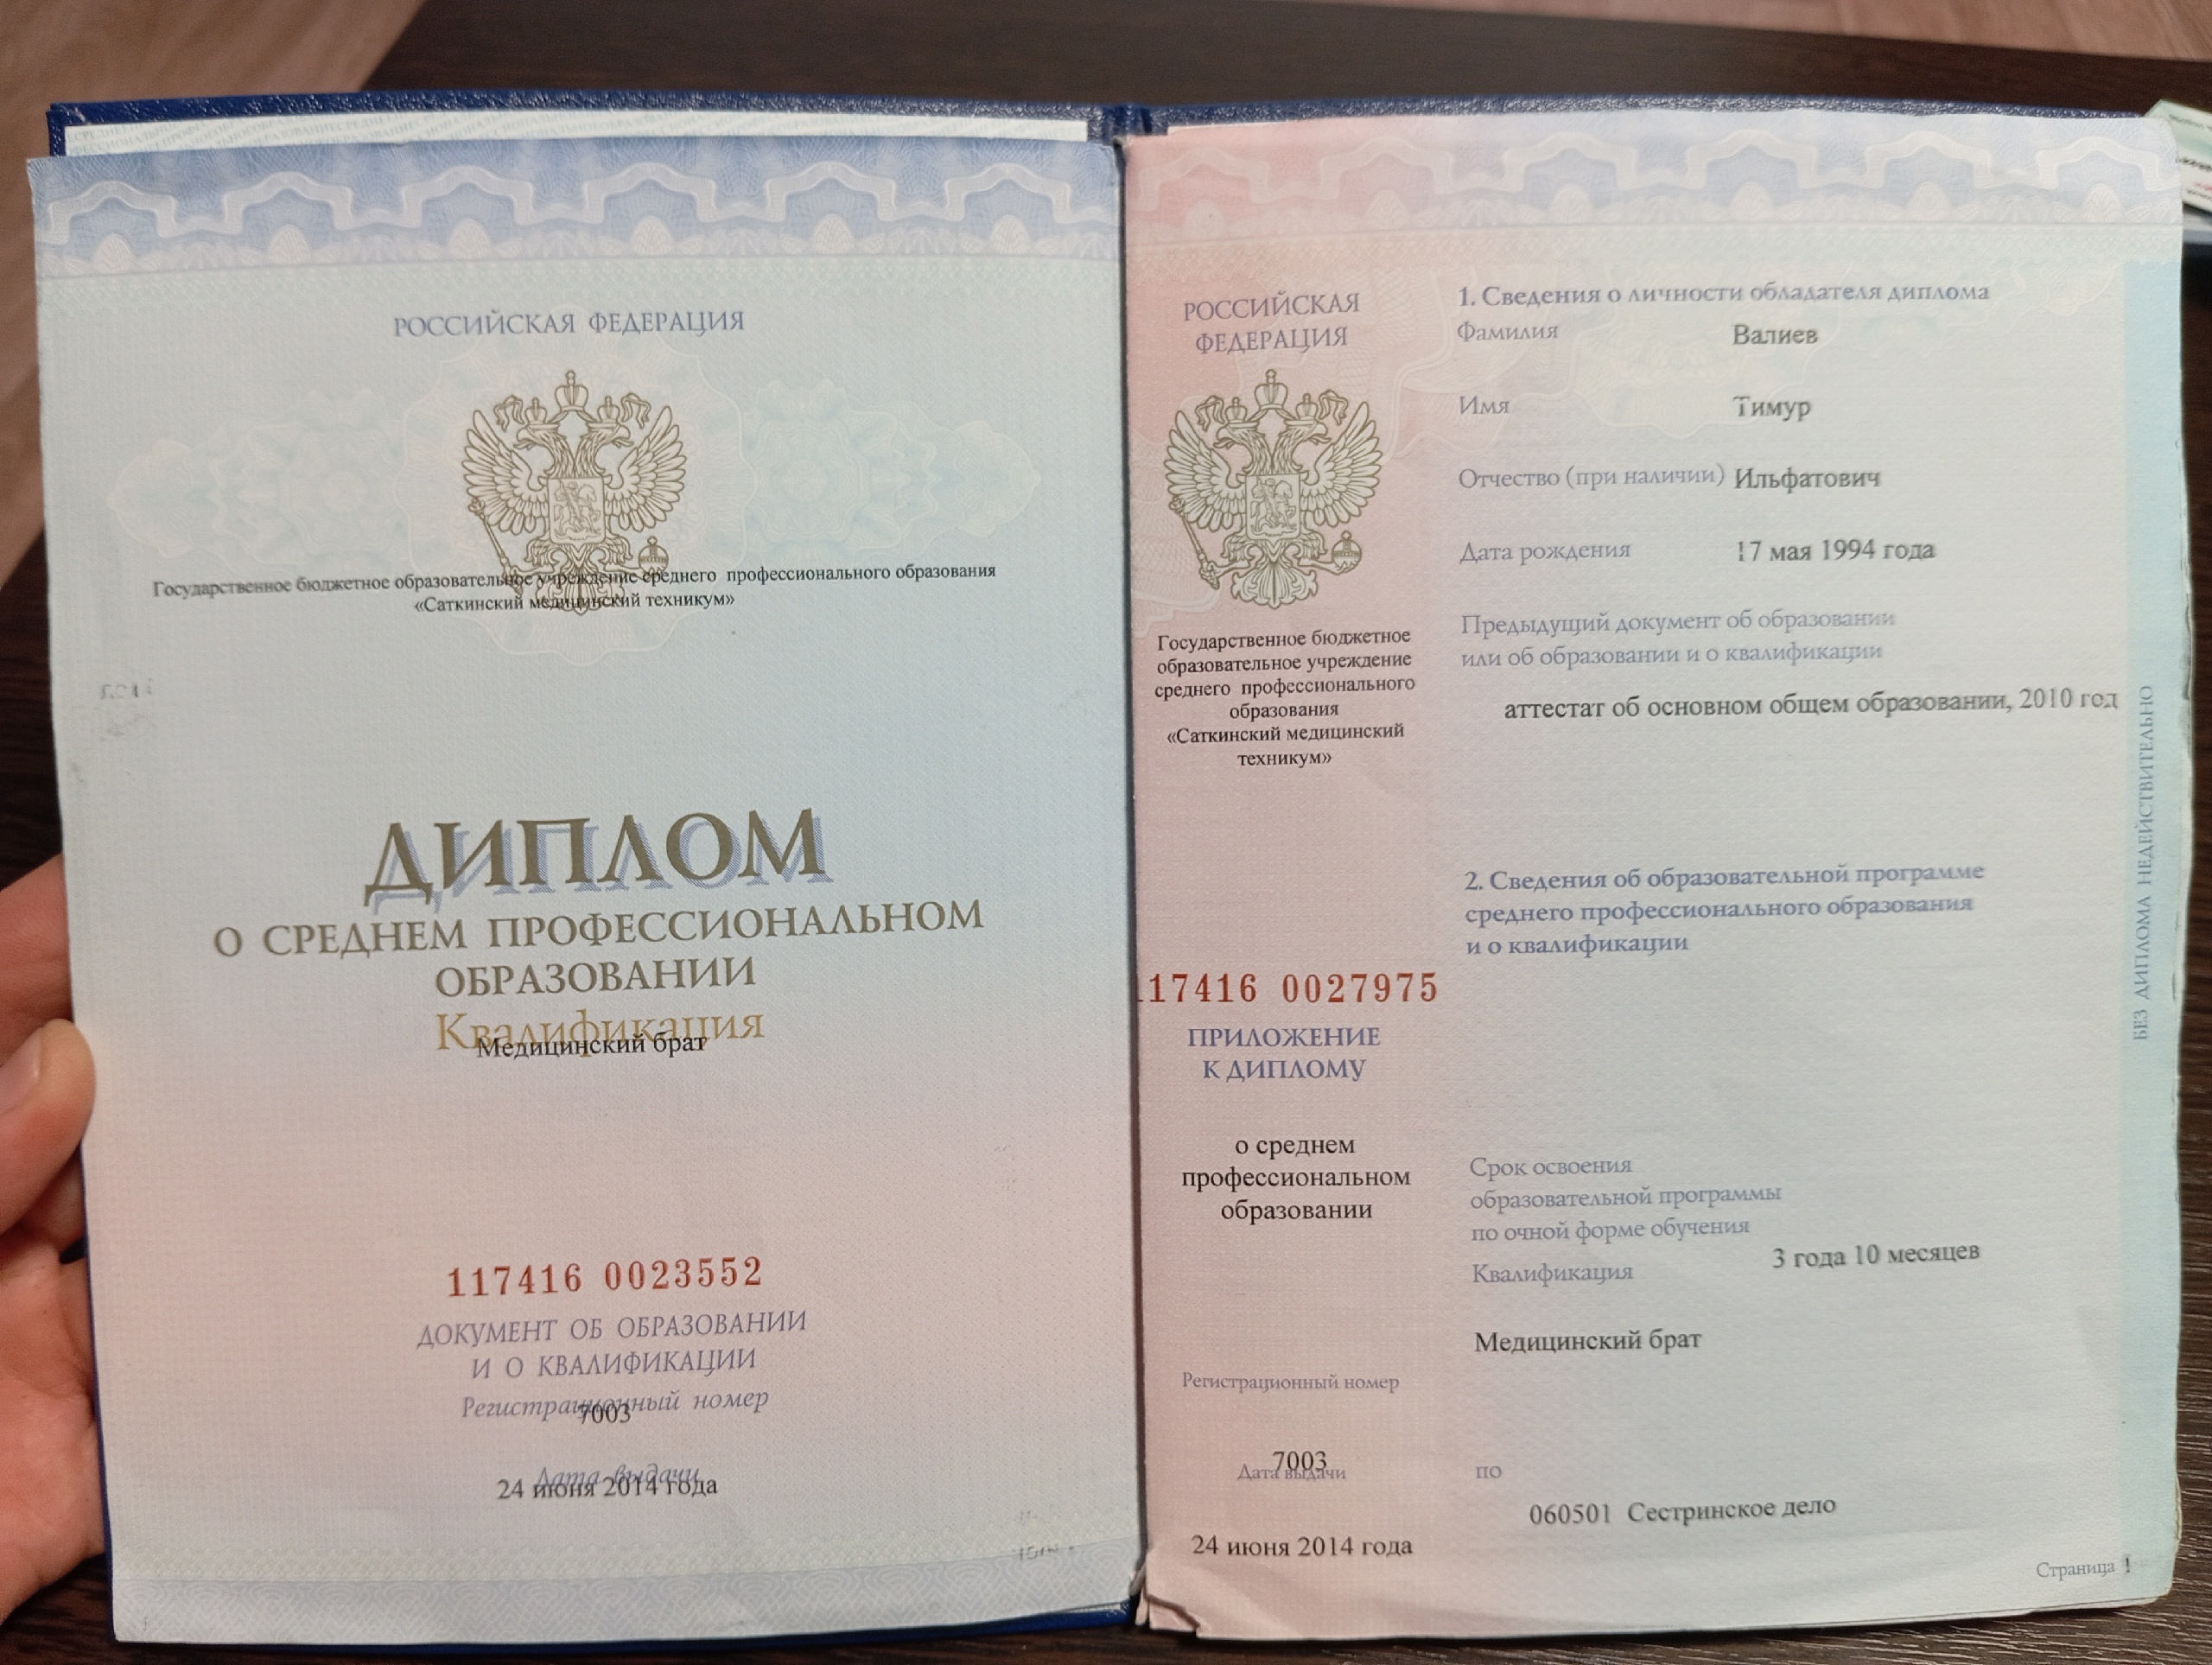 РОССИЙСКАЯ ФЕДЕРАЦИЯ
Государственное бюджетное образовательное учреждение среднего профессионального образования
«Саткинский медицинский техникум»
ДИПЛОМ
О СРЕДНЕМ ПРОФЕССИОНАЛЬНОМ
ОБРАЗОВАНИИ
Квалификация
Медицинский брат
117416 0023552
ДОКУМЕНТ ОБ ОБРАЗОВАНИИ
И О КВАЛИФИКАЦИИ
Регистрационный номер
7003
Дата выдачи
24 июня 2014 года
РОССИЙСКАЯ
ФЕДЕРАЦИЯ
Государственное бюджетное
образовательное учреждение
среднего профессионального
образования
«Саткинский медицинский
техникум»
117416 0027975
ПРИЛОЖЕНИЕ
К ДИПЛОМУ
о среднем
профессиональном
образовании
Регистрационный номер
7003
Дата выдачи
24 июня 2014 года
1. Сведения о личности обладателя диплома
Фамилия Валиев
Имя Тимур
Отчество (при наличии) Ильфатович
Дата рождения 17 мая 1994 года
Предыдущий документ об образовании
или об образовании и о квалификации
аттестат об основном общем образовании, 2010 год
2. Сведения об образовательной программе
среднего профессионального образования
и о квалификации
Срок освоения
образовательной программы
по очной форме обучения
3 года 10 месяцев
Квалификация
Медицинский брат
по
060501 Сестринское дело
Страница 1
БЕЗ ДИПЛОМА НЕДЕЙСТВИТЕЛЬНО